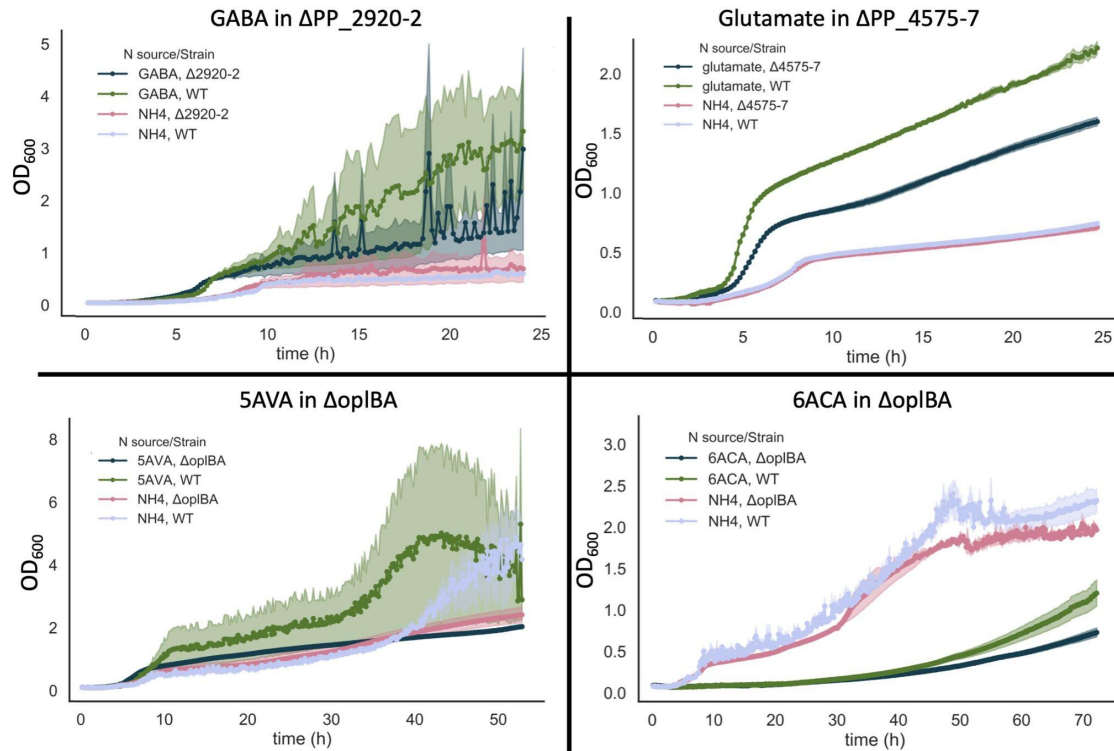 GABA in ΔPP_2920-2
N source/Strain
GABA, Δ2920-2
GABA, WT
NH4, Δ2920-2
NH4, WT
OD600
5
4
3
2
1
0
0 5 10 15 20 25
time (h)
Glutamate in ΔPP_4575-7
N source/Strain
glutamate, Δ4575-7
glutamate, WT
NH4, Δ4575-7
NH4, WT
OD600
2.0
1.5
1.0
0.5
0.0
0 5 10 15 20 25
time (h)
5AVA in ΔoplBA
N source/Strain
5AVA, ΔoplBA
5AVA, WT
NH4, ΔoplBA
NH4, WT
OD600
8
6
4
2
0
0 10 20 30 40 50
time (h)
6ACA in ΔoplBA
N source/Strain
6ACA, ΔoplBA
6ACA, WT
NH4, ΔoplBA
NH4, WT
OD600
3.0
2.5
2.0
1.5
1.0
0.5
0.0
0 10 20 30 40 50 60 70
time (h)